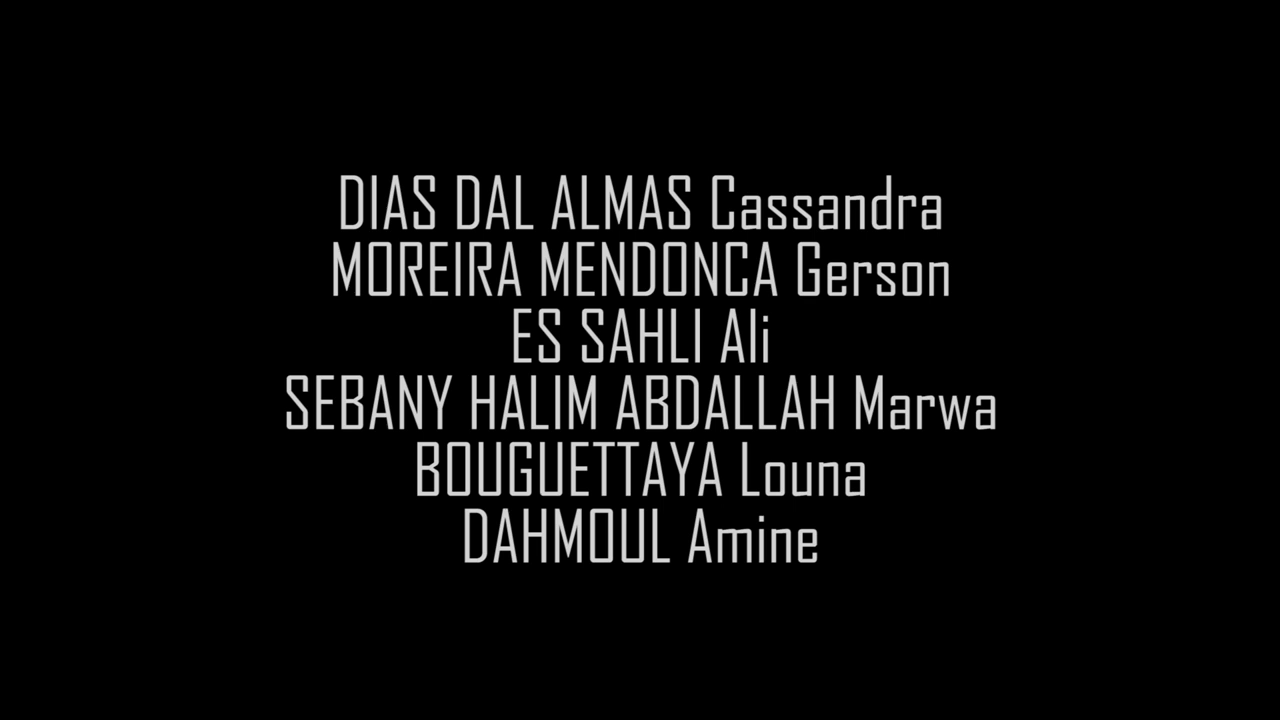 DIAS DAL ALMAS Cassandra
MOREIRA MENDONCA Gerson
ES SAHLI Ali
SEBANY HALIM ABDALLAH Marwa
BOUGUETTAYA Louna
DAHMOUL Amine